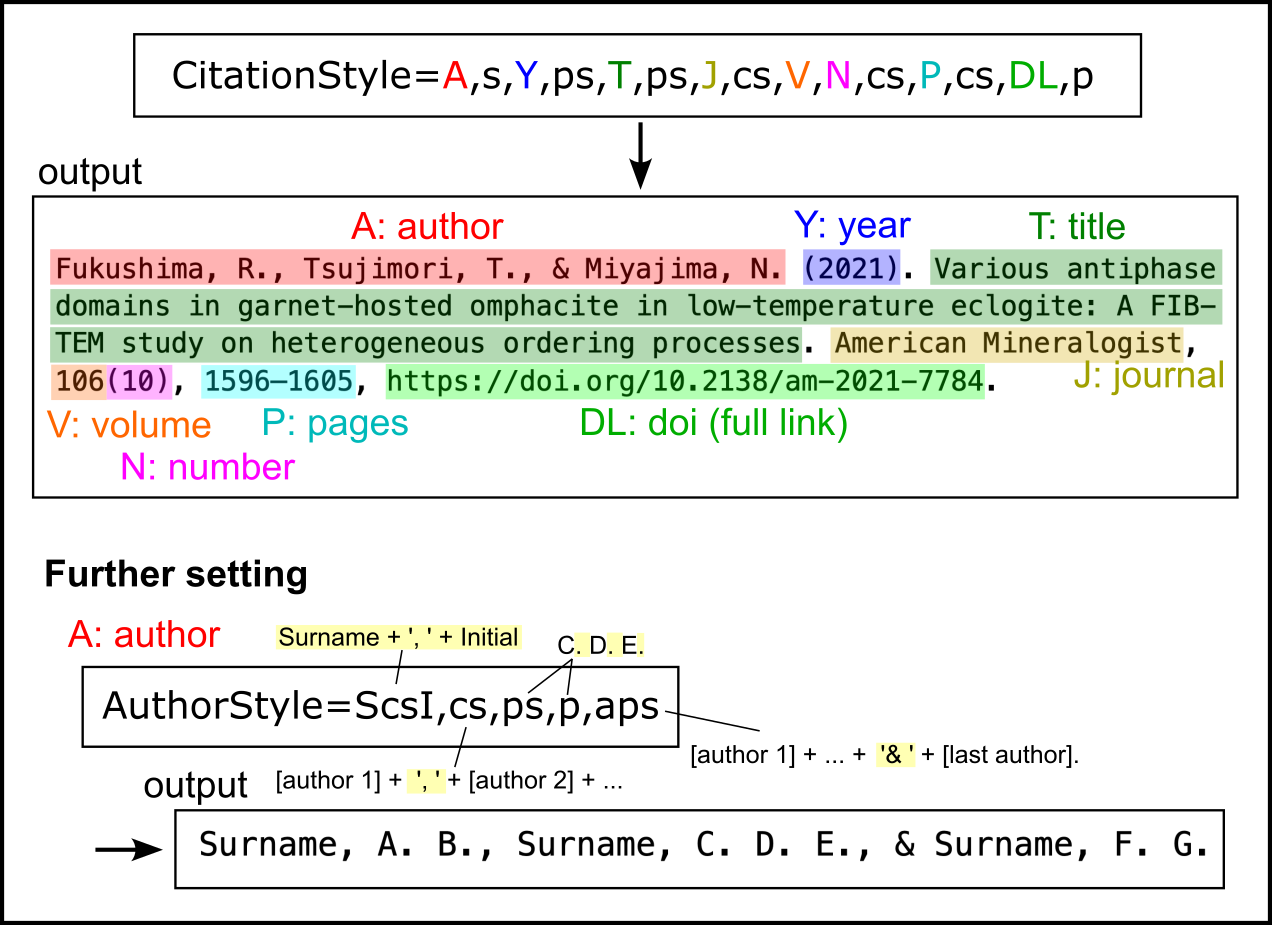 CitationStyle=A,s,Y,ps,T,ps,J,cs,V,N,cs,P,cs,DL,p
output
A: author Y: year T: title
Fukushima, R., Tsujimori, T., & Miyajima, N. (2021). Various antiphase
domains in garnet–hosted omphacite in low–temperature eclogite: A FIB–
TEM study on heterogeneous ordering processes. American Mineralogist,
106(10), 1596–1605, https://doi.org/10.2138/am-2021-7784.
J: journal
V: volume P: pages DL: doi (full link)
N: number
Further setting
A: author
Surname + ', ' + Initial
C. D. E.
AuthorStyle=ScsI,cs,ps,p,aps
[author 1] + ... + '& ' + [last author].
[author 1] + ', ' + [author 2] + ...
output
Surname, A. B., Surname, C. D. E., & Surname, F. G.